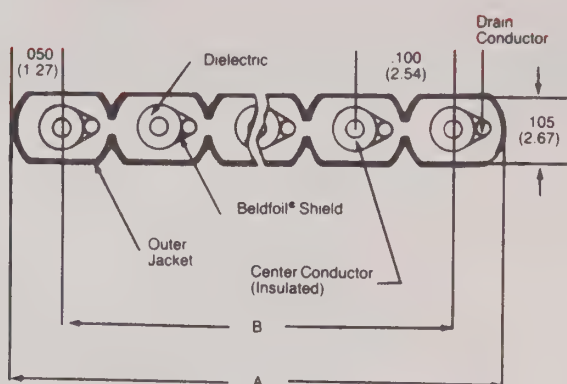 .050
(1 27)
Dielectric
.100
(2.54)
Drain
Conductor
.105
(2.67)
Beldfoil® Shield
Outer
Jacket
Center Conductor
(Insulated)
B
A